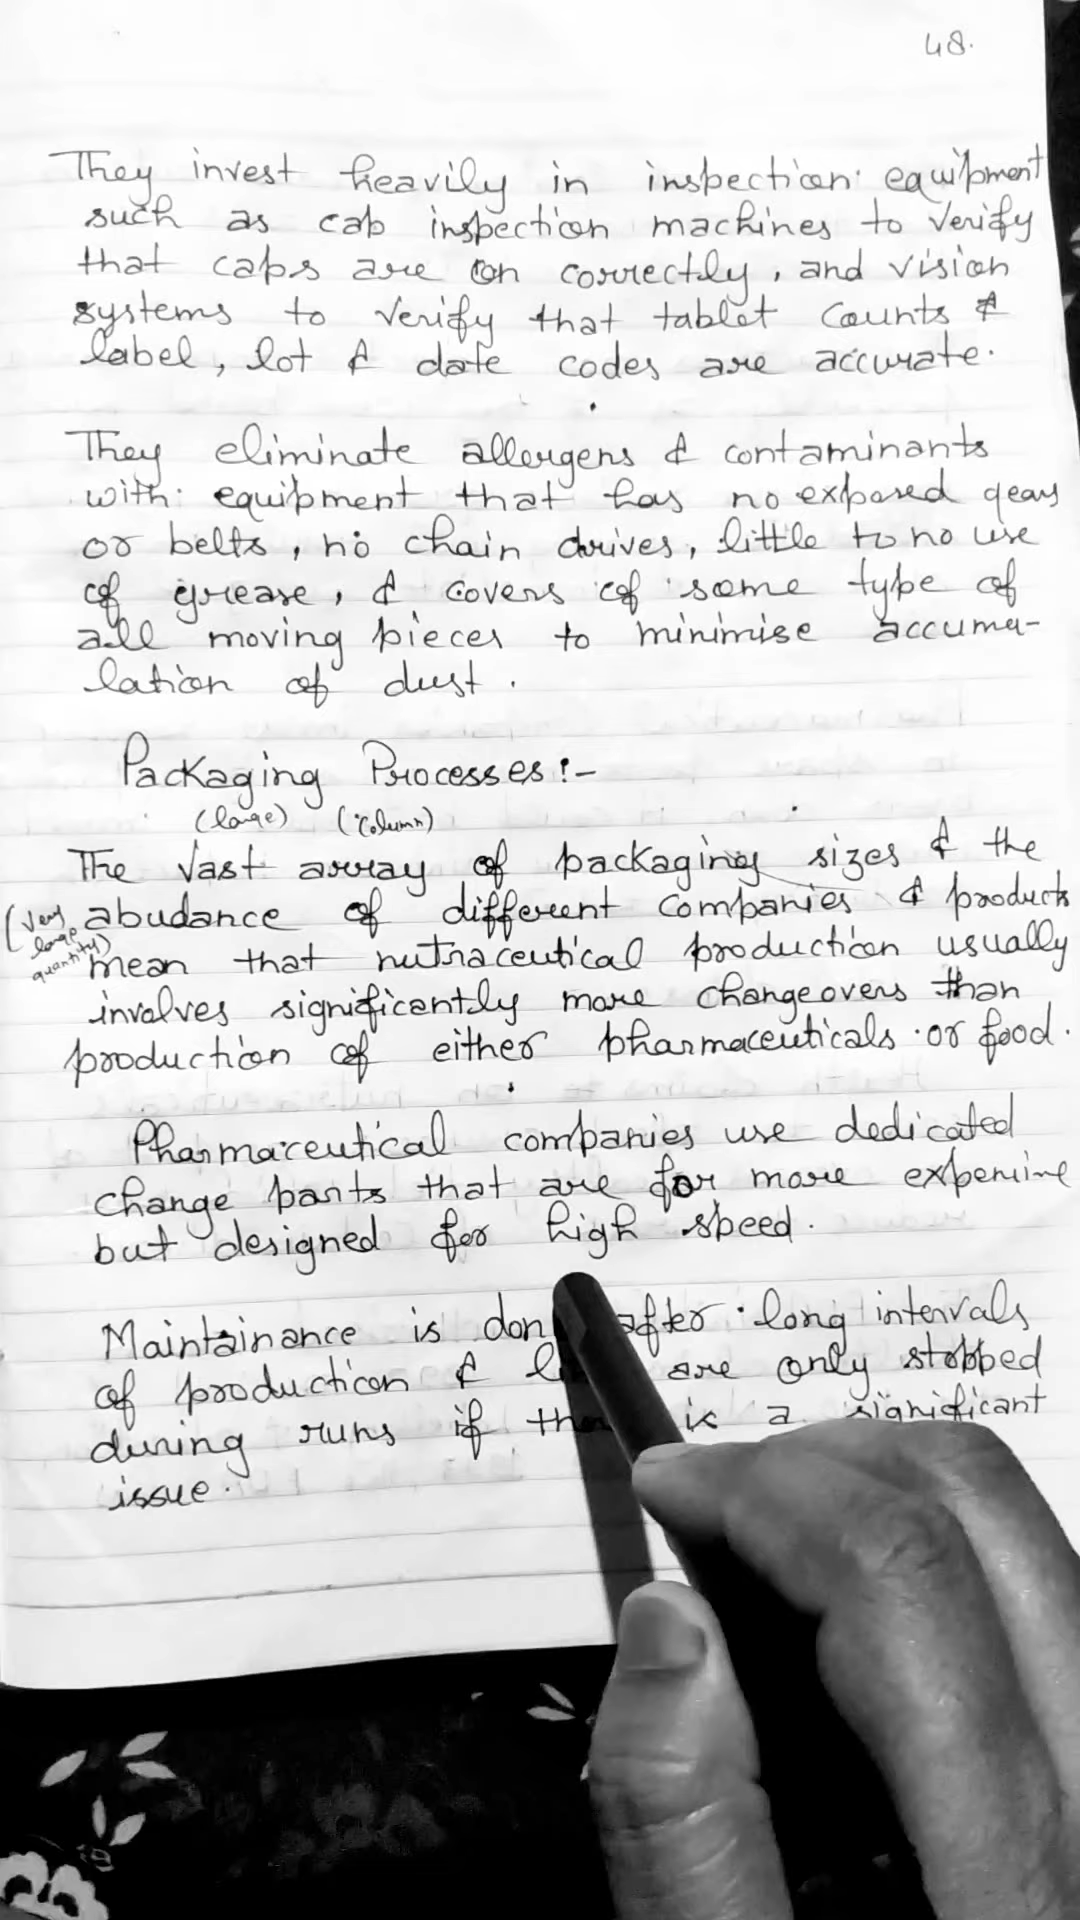 48.
They invest heavily in inspection equipment
such as cap inspection machines to verify
that caps are on correctly, and vision
systems to verify that tablet counts &
label, lot & date codes are accurate.
They eliminate allergens & contaminants
with equipment that has no exposed gears
or belts, no chain drives, little to no use
of grease, & covers of some type of
all moving pieces to minimise accumu-
lation of dust.
Packaging Processes:-
(large) (column)
The vast array of packaging sizes & the
(very large quantity) abudance of different companies & products
mean that nutraceutical production usually
involves significantly more changeovers than
production of either pharmaceuticals or food.
Pharmaceutical companies use dedicated
change parts that are far more expensive
but designed for high speed.
Maintainance is after long intervals
of production & are only stopped
during runs if is a significant
issue.